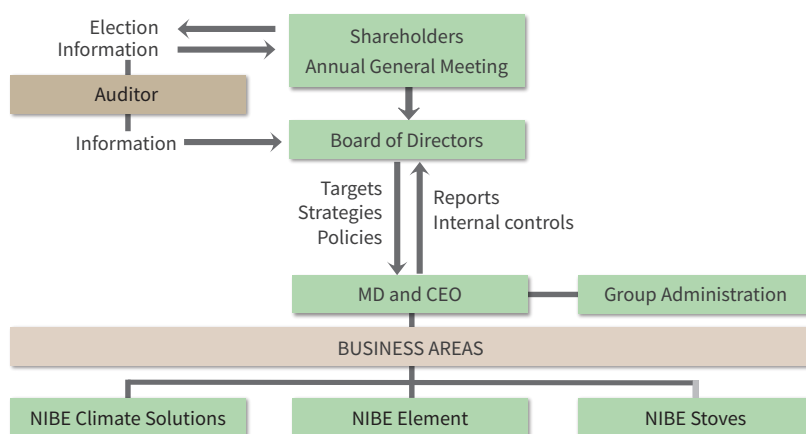 Election
Information
Shareholders
Annual General Meeting
Auditor
Information
Board of Directors
Targets
Strategies
Policies
Reports
Internal controls
MD and CEO
Group Administration
BUSINESS AREAS
NIBE Climate Solutions
NIBE Element
NIBE Stoves